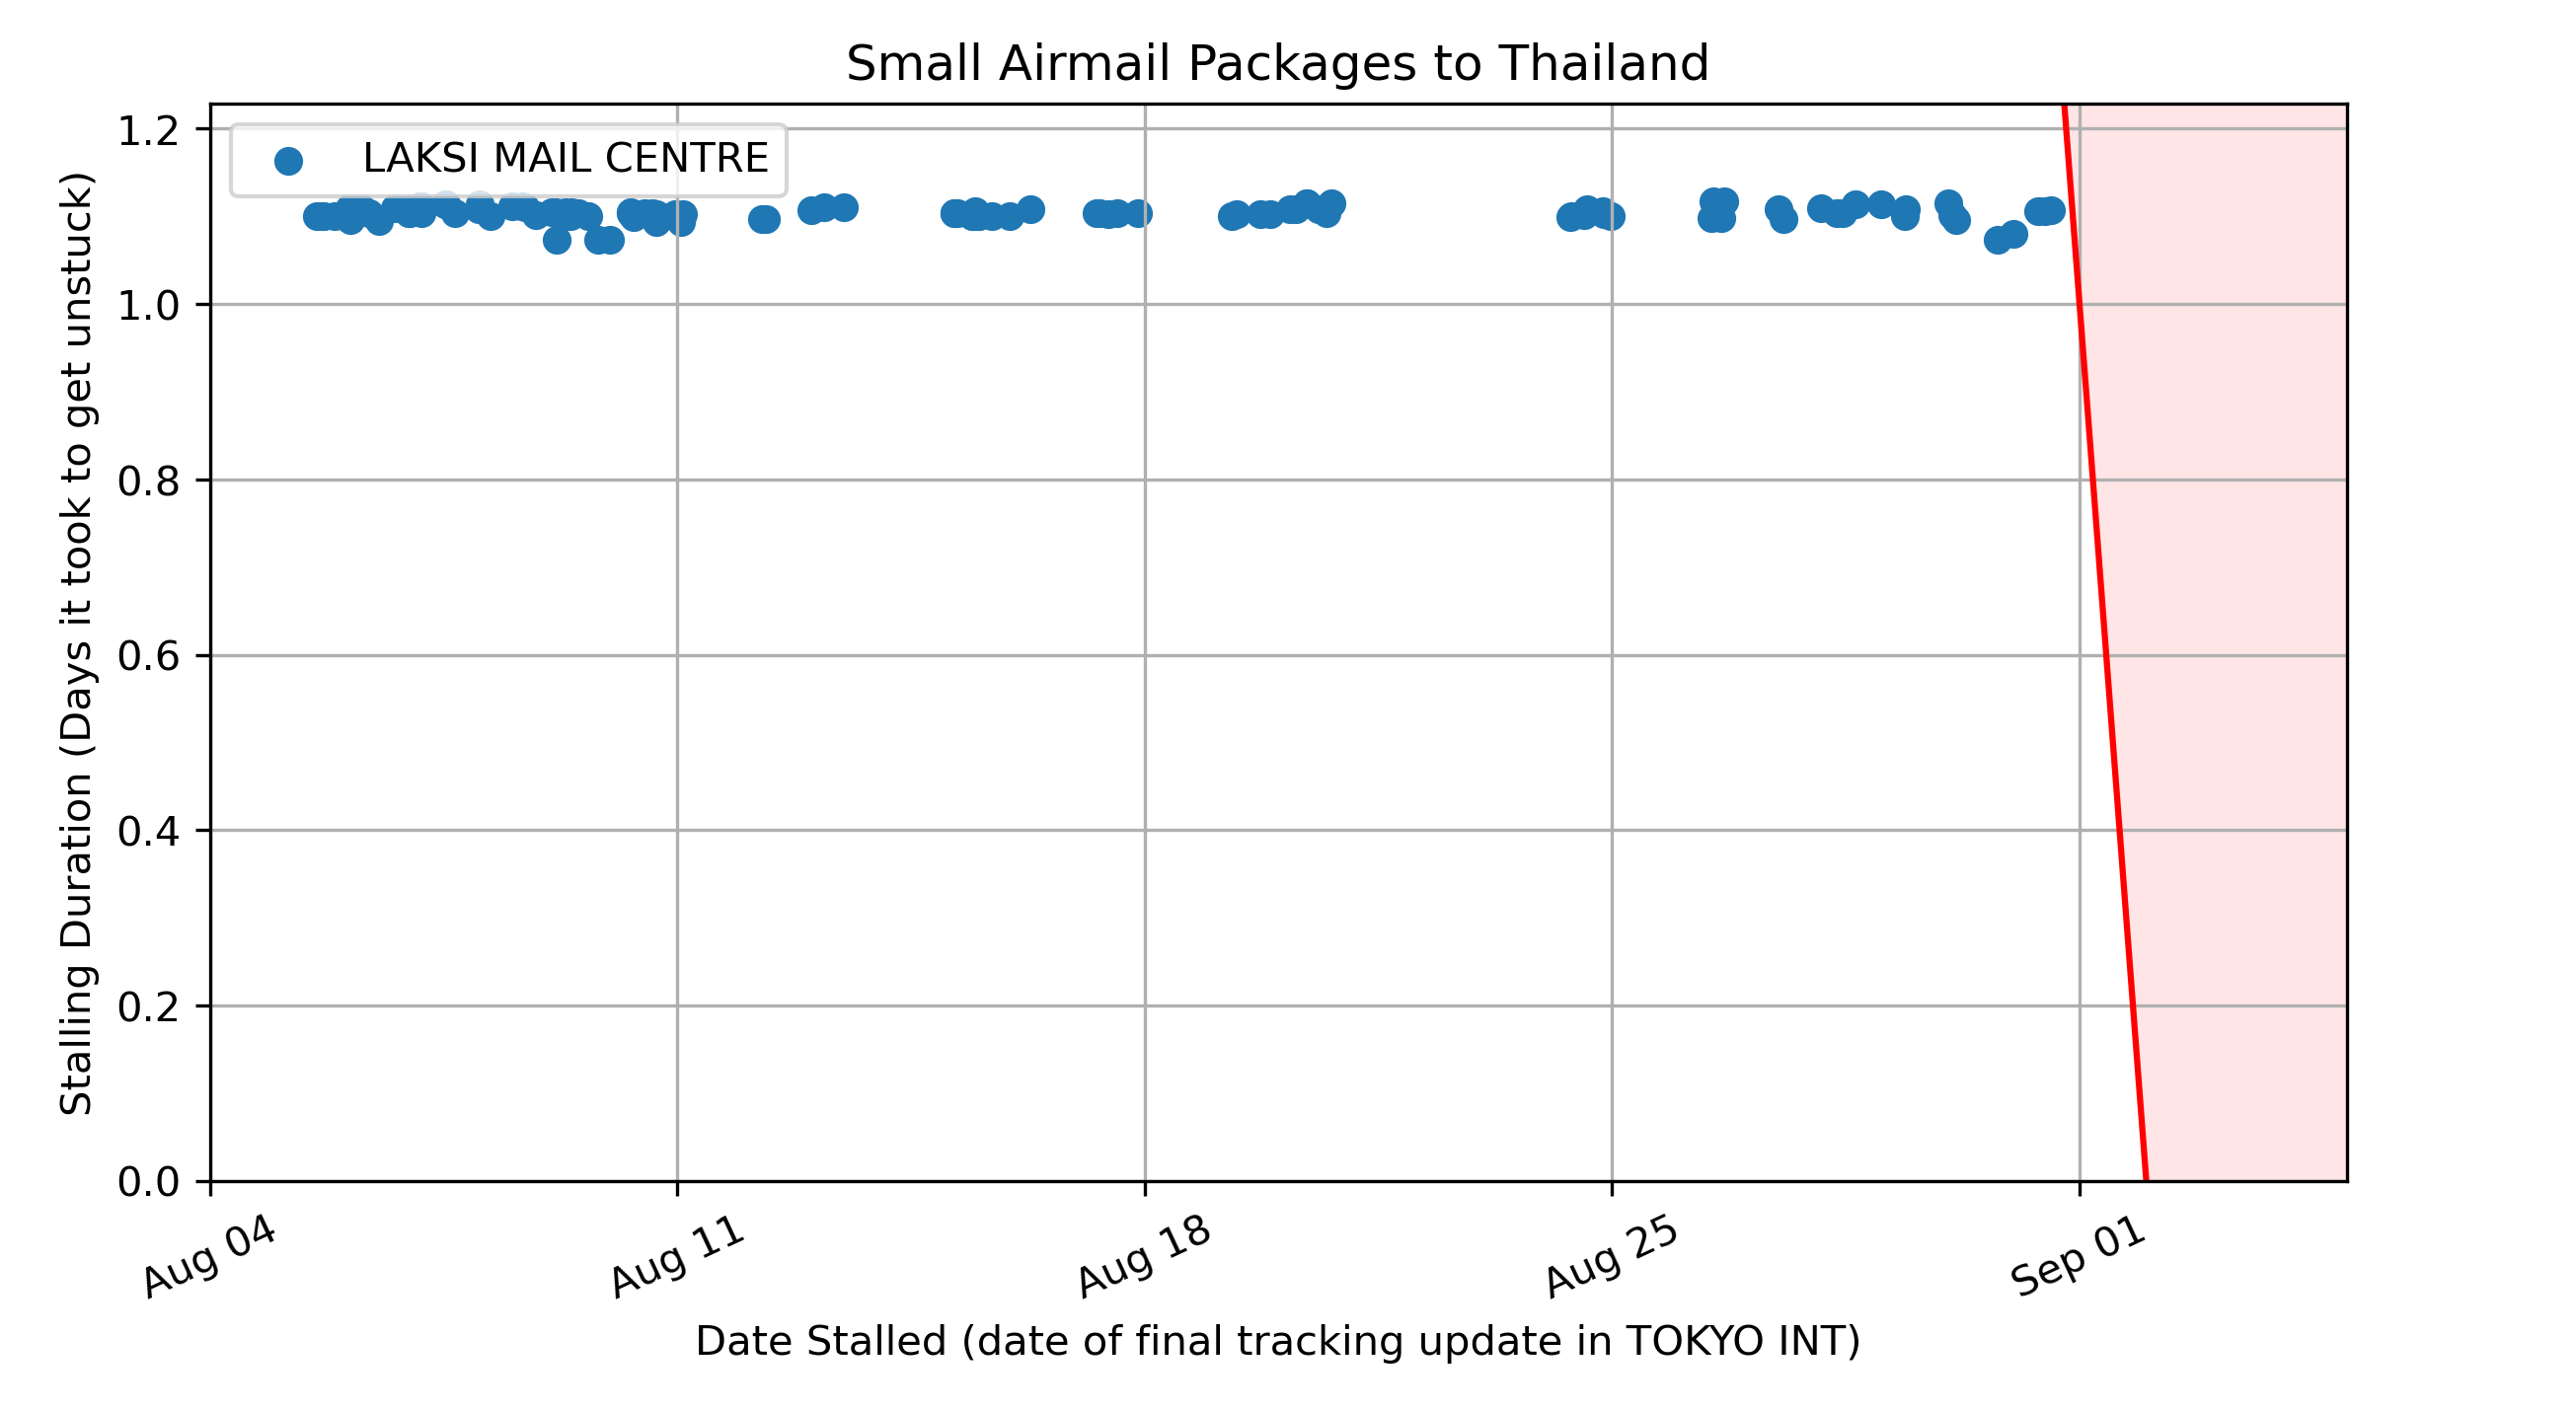 Small Airmail Packages to Thailand
LAKSI MAIL CENTRE
Stalling Duration (Days it took to get unstuck)
1.2
1.0
0.8
0.6
0.4
0.2
0.0
Aug 04
Aug 11
Aug 18
Aug 25
Sep 01
Date Stalled (date of final tracking update in TOKYO INT)